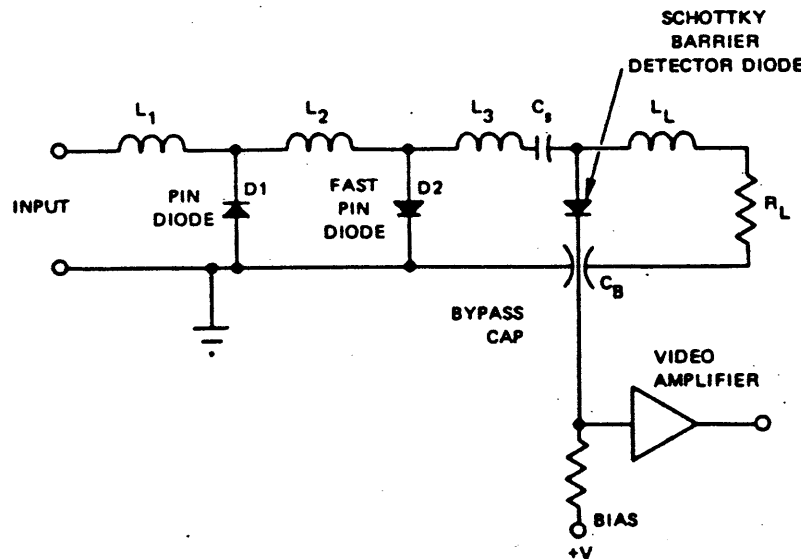 SCHOTTKY
BARRIER
DETECTOR DIODE
L1
L2
L3
Cs
LL
INPUT
PIN
DIODE
D1
FAST
PIN
DIODE
D2
RL
CB
BYPASS
CAP
VIDEO
AMPLIFIER
BIAS
+V